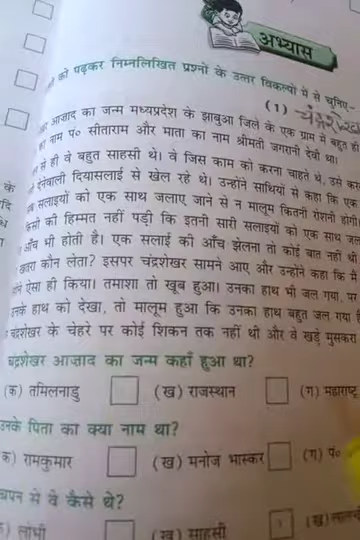 अभ्यास
को पढ़कर निम्नलिखित प्रश्नों के उत्तर विकल्पों में से चुनिए–
(1)
आज़ाद का जन्म मध्यप्रदेश के झाबुआ जिले के एक ग्राम में बहुत ही
का नाम पं० सीताराम और माता का नाम श्रीमती जगरानी देवी था।
से ही वे बहुत साहसी थे। वे जिस काम को करना चाहते थे, उसे
देनेवाली दियासलाई से खेल रहे थे। उन्होंने साथियों से कहा कि एक
सलाइयों को एक साथ जलाए जाने से न मालूम कितनी रोशनी होगी।
किसी की हिम्मत नहीं पड़ी कि इतनी सारी सलाइयों को एक साथ
आँच भी होती है। एक सलाई की आँच झेलना तो कोई बात नहीं थी
खतरा कौन लेता? इसपर चंद्रशेखर सामने आए और उन्होंने कहा कि मैं
ऐसा ही किया। तमाशा तो खूब हुआ। उनका हाथ भी जल गया, पर
उनके हाथ को देखा, तो मालूम हुआ कि उनका हाथ बहुत जल गया है
चंद्रशेखर के चेहरे पर कोई शिकन तक नहीं थी और वे खड़े मुसकरा
चंद्रशेखर आज़ाद का जन्म कहाँ हुआ था?
(क) तमिलनाडु (ख) राजस्थान (ग) महाराष्ट्र
उनके पिता का क्या नाम था?
(क) रामकुमार (ख) मनोज भास्कर (ग) पं०
बचपन से वे कैसे थे?
(क) लोभी (ख) साहसी